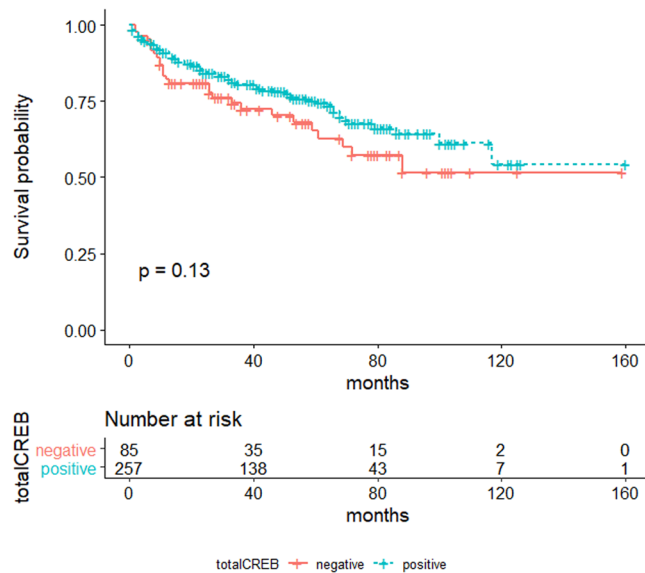 1.00
0.75
0.50
0.25
0.00
Survival probability
p = 0.13
0 40 80 120 160
months
Number at risk
totalCREB
negative 85 35 15 2 0
positive 257 138 43 7 1
0 40 80 120 160
months
totalCREB negative positive